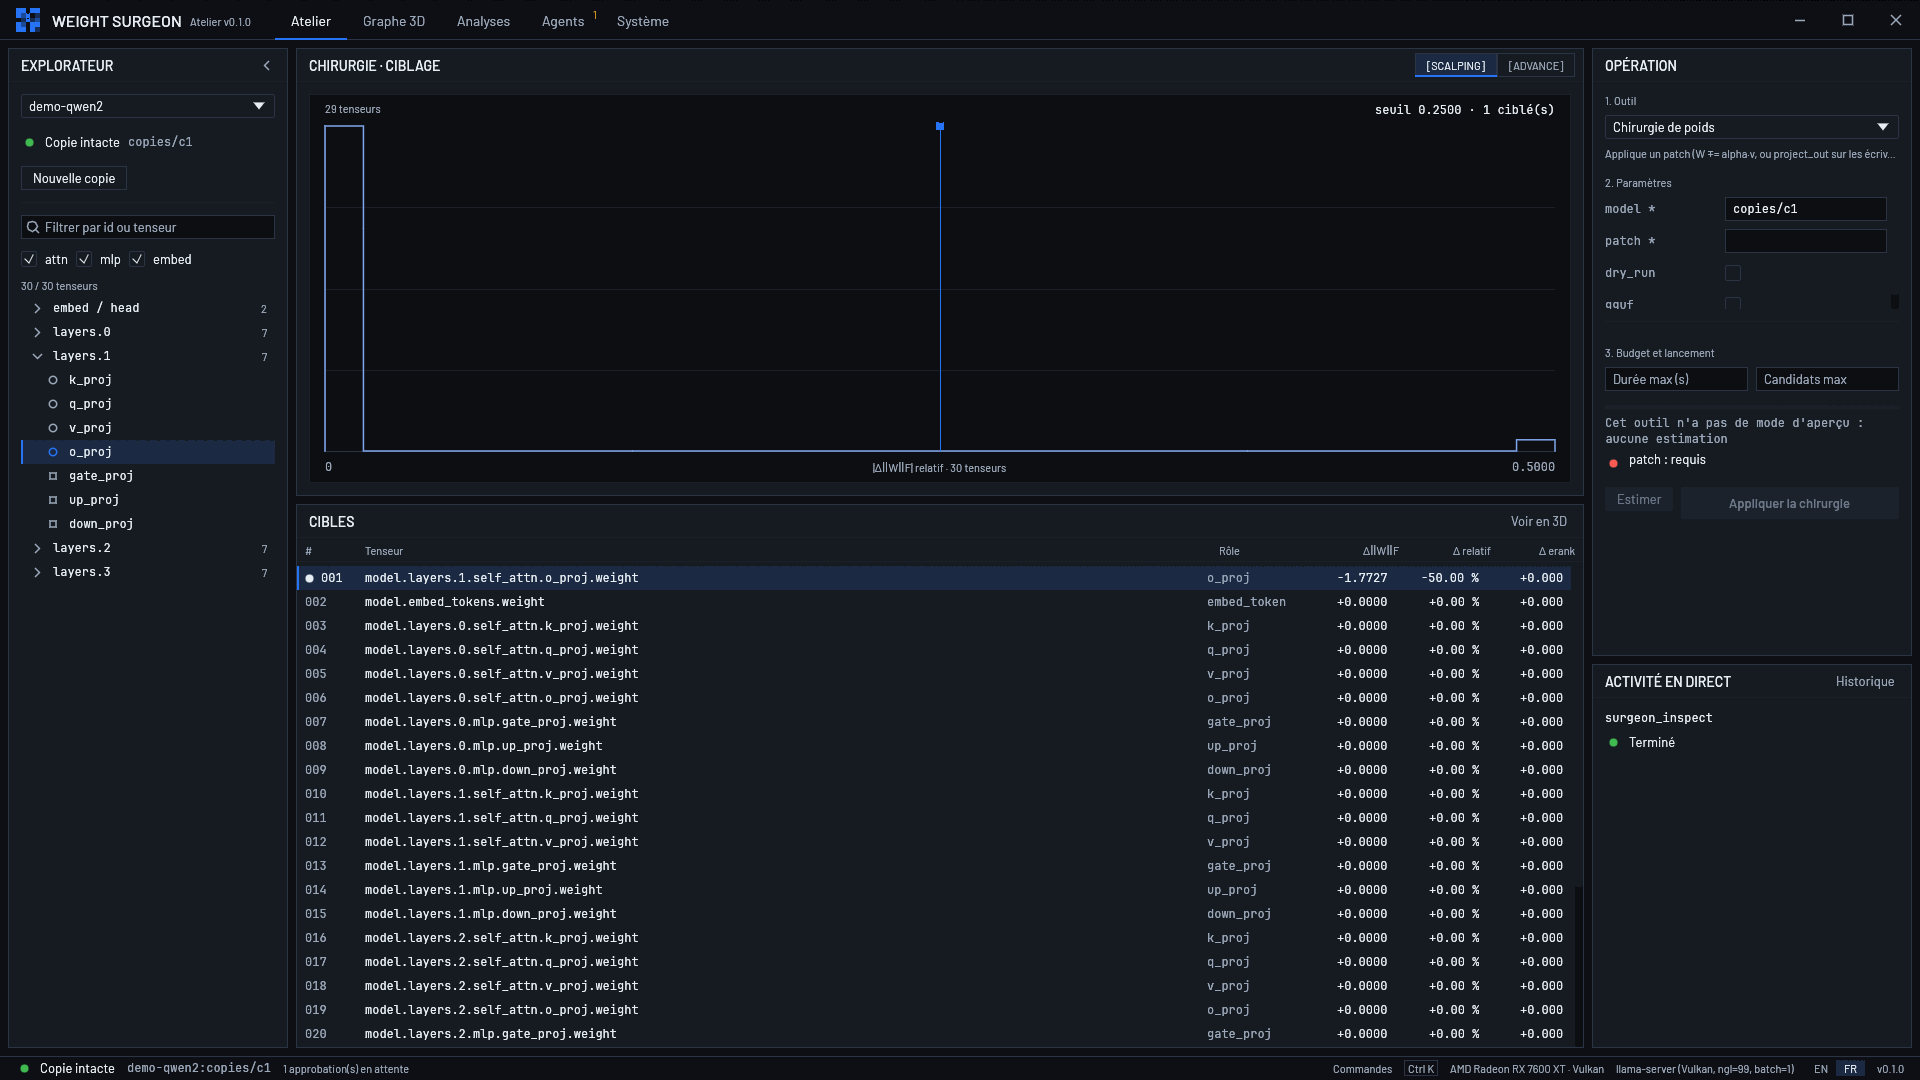 WEIGHT SURGEON Atelier v0.1.0 Atelier Graphe 3D Analyses Agents 1 Système
EXPLORATEUR
demo-qwen2
Copie intacte copies/c1
Nouvelle copie
Filtrer par id ou tenseur
attn mlp embed
30 / 30 tenseurs
embed / head 2
layers.0 7
layers.1 7
k_proj
q_proj
v_proj
o_proj
gate_proj
up_proj
down_proj
layers.2 7
layers.3 7
CHIRURGIE · CIBLAGE [SCALPING] [ADVANCE]
29 tenseurs seuil 0.2500 · 1 ciblé(s)
0 |Δ‖W‖F| relatif · 30 tenseurs 0.5000
CIBLES Voir en 3D
# Tenseur Rôle Δ‖W‖F Δ relatif Δ erank
001 model.layers.1.self_attn.o_proj.weight o_proj -1.7727 -50.00 % +0.000
002 model.embed_tokens.weight embed_token +0.0000 +0.00 % +0.000
003 model.layers.0.self_attn.k_proj.weight k_proj +0.0000 +0.00 % +0.000
004 model.layers.0.self_attn.q_proj.weight q_proj +0.0000 +0.00 % +0.000
005 model.layers.0.self_attn.v_proj.weight v_proj +0.0000 +0.00 % +0.000
006 model.layers.0.self_attn.o_proj.weight o_proj +0.0000 +0.00 % +0.000
007 model.layers.0.mlp.gate_proj.weight gate_proj +0.0000 +0.00 % +0.000
008 model.layers.0.mlp.up_proj.weight up_proj +0.0000 +0.00 % +0.000
009 model.layers.0.mlp.down_proj.weight down_proj +0.0000 +0.00 % +0.000
010 model.layers.1.self_attn.k_proj.weight k_proj +0.0000 +0.00 % +0.000
011 model.layers.1.self_attn.q_proj.weight q_proj +0.0000 +0.00 % +0.000
012 model.layers.1.self_attn.v_proj.weight v_proj +0.0000 +0.00 % +0.000
013 model.layers.1.mlp.gate_proj.weight gate_proj +0.0000 +0.00 % +0.000
014 model.layers.1.mlp.up_proj.weight up_proj +0.0000 +0.00 % +0.000
015 model.layers.1.mlp.down_proj.weight down_proj +0.0000 +0.00 % +0.000
016 model.layers.2.self_attn.k_proj.weight k_proj +0.0000 +0.00 % +0.000
017 model.layers.2.self_attn.q_proj.weight q_proj +0.0000 +0.00 % +0.000
018 model.layers.2.self_attn.v_proj.weight v_proj +0.0000 +0.00 % +0.000
019 model.layers.2.self_attn.o_proj.weight o_proj +0.0000 +0.00 % +0.000
020 model.layers.2.mlp.gate_proj.weight gate_proj +0.0000 +0.00 % +0.000
OPÉRATION
1. Outil
Chirurgie de poids
Applique un patch (W ∓= alpha·v, ou project_out sur les écriv...
2. Paramètres
model * copies/c1
patch *
dry_run
gguf
3. Budget et lancement
Durée max (s) Candidats max
Cet outil n'a pas de mode d'aperçu :
aucune estimation
patch : requis
Estimer Appliquer la chirurgie
ACTIVITÉ EN DIRECT Historique
surgeon_inspect
Terminé
Copie intacte demo-qwen2:copies/c1 1 approbation(s) en attente Commandes Ctrl K AMD Radeon RX 7600 XT · Vulkan llama-server (Vulkan, ngl=99, batch=1) EN FR v0.1.0